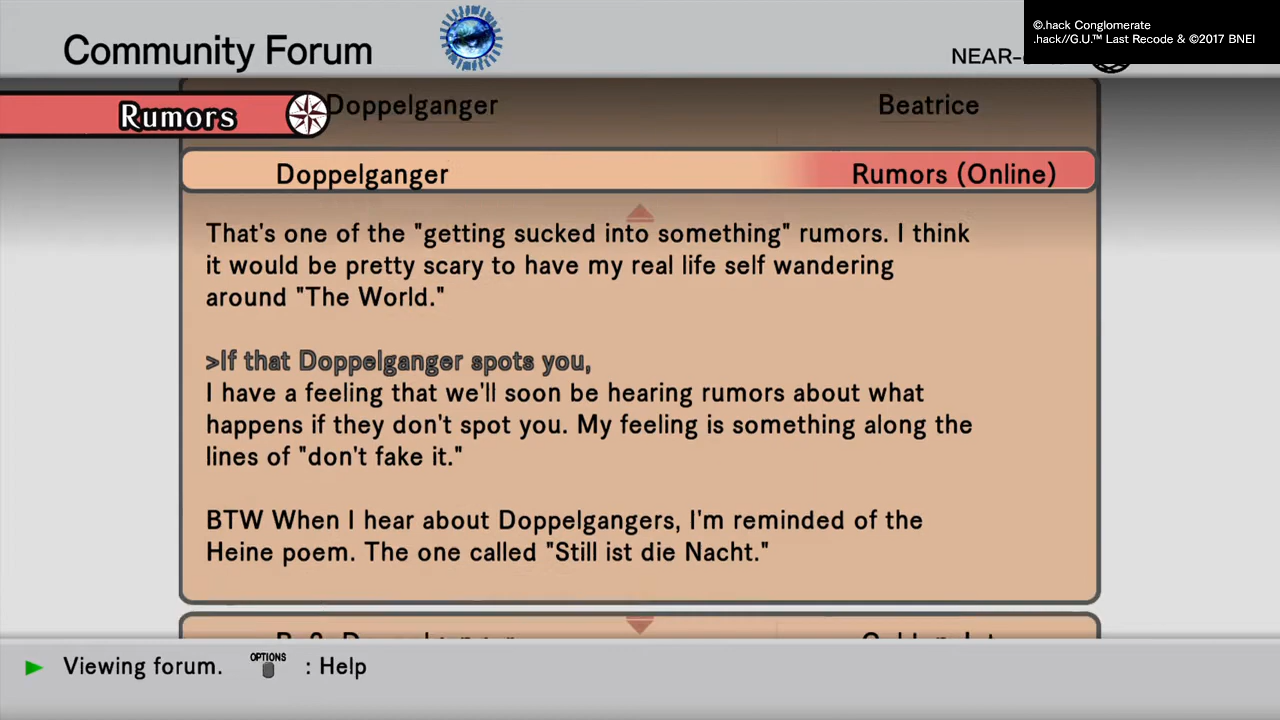 ©.hack Conglomerate
.hack//G.U.™ Last Recode & ©2017 BNEI
Community Forum
Rumors
Doppelganger Beatrice
Doppelganger Rumors (Online)
That's one of the "getting sucked into something" rumors. I think
it would be pretty scary to have my real life self wandering
around "The World."
>If that Doppelganger spots you,
I have a feeling that we'll soon be hearing rumors about what
happens if they don't spot you. My feeling is something along the
lines of "don't fake it."
BTW When I hear about Doppelgangers, I'm reminded of the
Heine poem. The one called "Still ist die Nacht."
Viewing forum. OPTIONS : Help